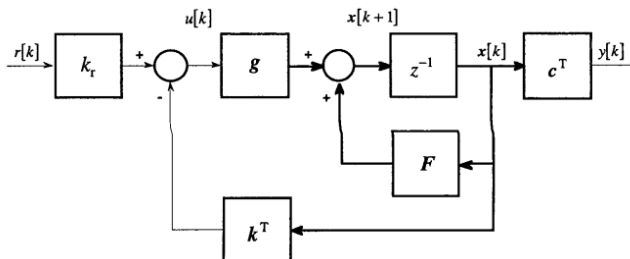 u[k] x[k+1]
r[k] k_r + - g + + z⁻¹ x[k] c^T y[k]
F
k^T